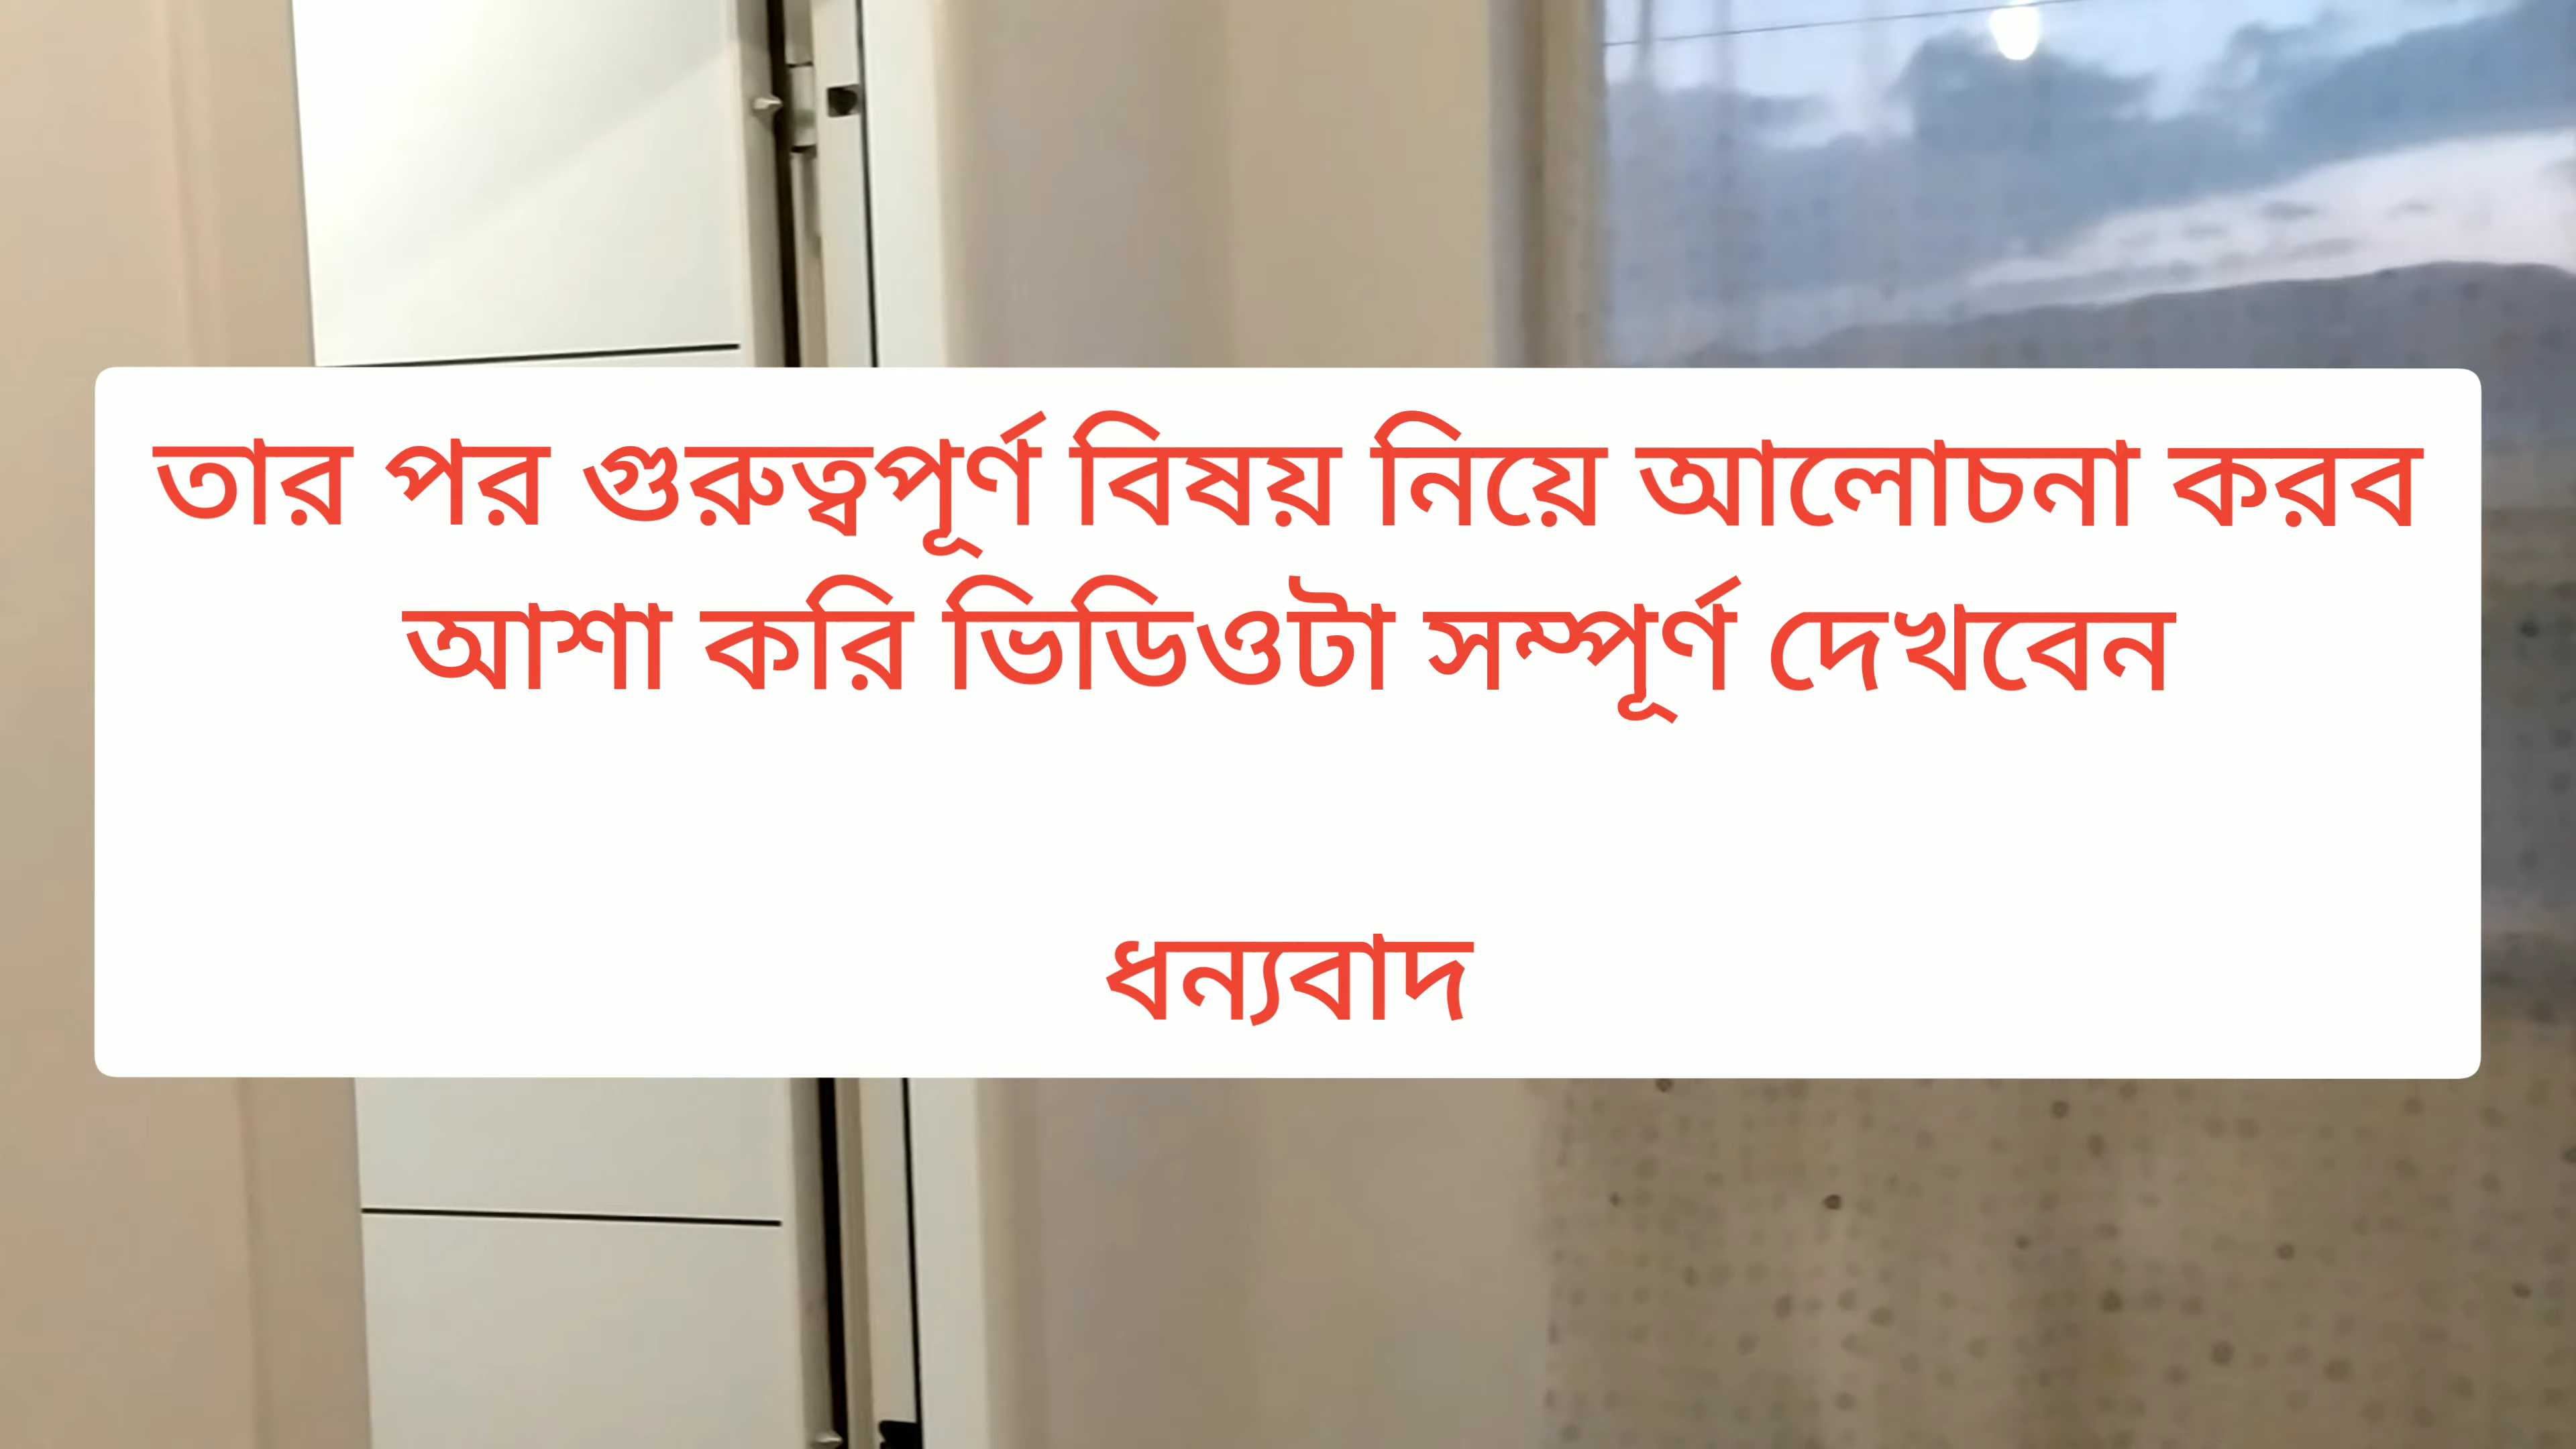 তার পর গুরুত্বপূর্ণ বিষয় নিয়ে আলোচনা করব
আশা করি ভিডিওটা সম্পূর্ণ দেখবেন
ধন্যবাদ